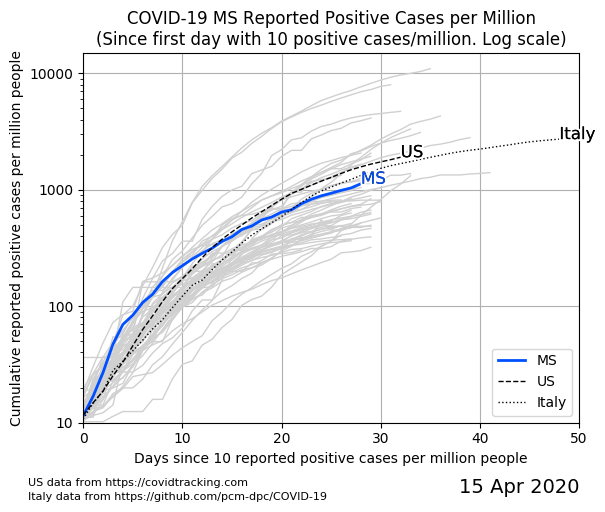 COVID-19 MS Reported Positive Cases per Million
(Since first day with 10 positive cases/million. Log scale)
Cumulative reported positive cases per million people
10000
1000
100
10
Italy
US
MS
MS
US
Italy
0 10 20 30 40 50
Days since 10 reported positive cases per million people
US data from https://covidtracking.com
Italy data from https://github.com/pcm-dpc/COVID-19
15 Apr 2020